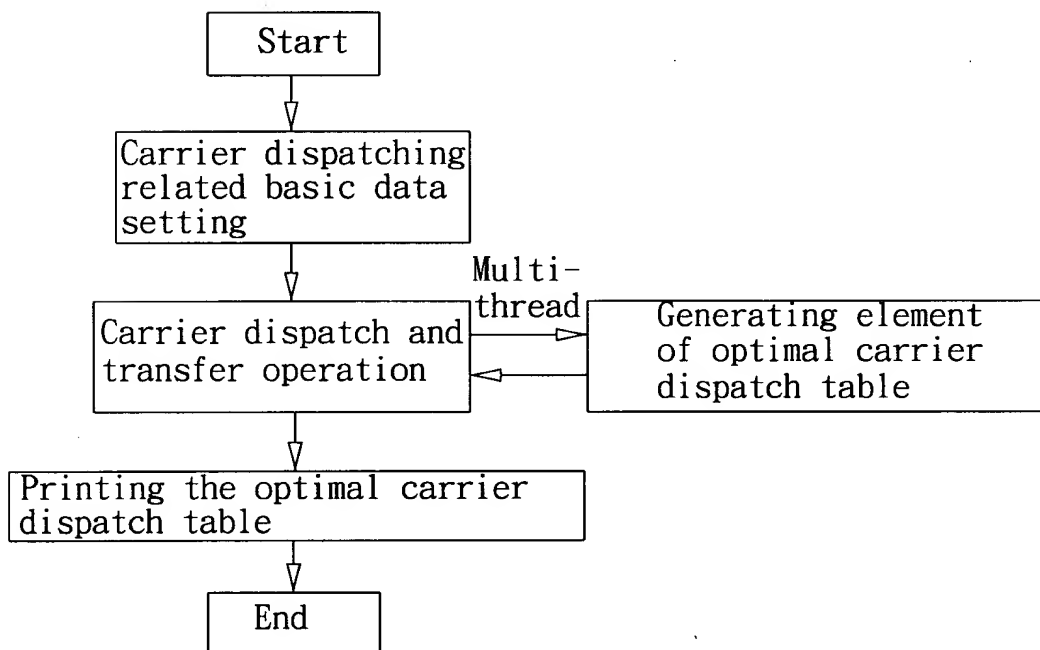 Start
Carrier dispatching
related basic data
setting
Multi-
thread
Carrier dispatch and
transfer operation
Generating element
of optimal carrier
dispatch table
Printing the optimal carrier
dispatch table
End